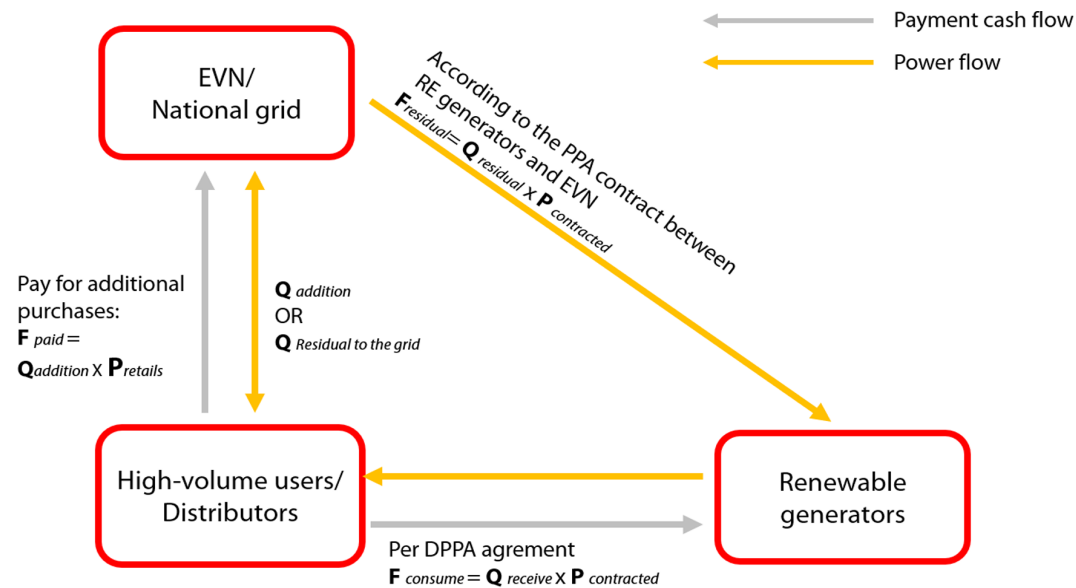 Payment cash flow
Power flow
EVN/
National grid
According to the PPA contract between
RE generators and EVN
Fresidual= Q residual x P contracted
Pay for additional
purchases:
F paid =
Qaddition x Pretails
Q addition
OR
Q Residual to the grid
High-volume users/
Distributors
Renewable
generators
Per DPPA agrement
F consume = Q receive x P contracted